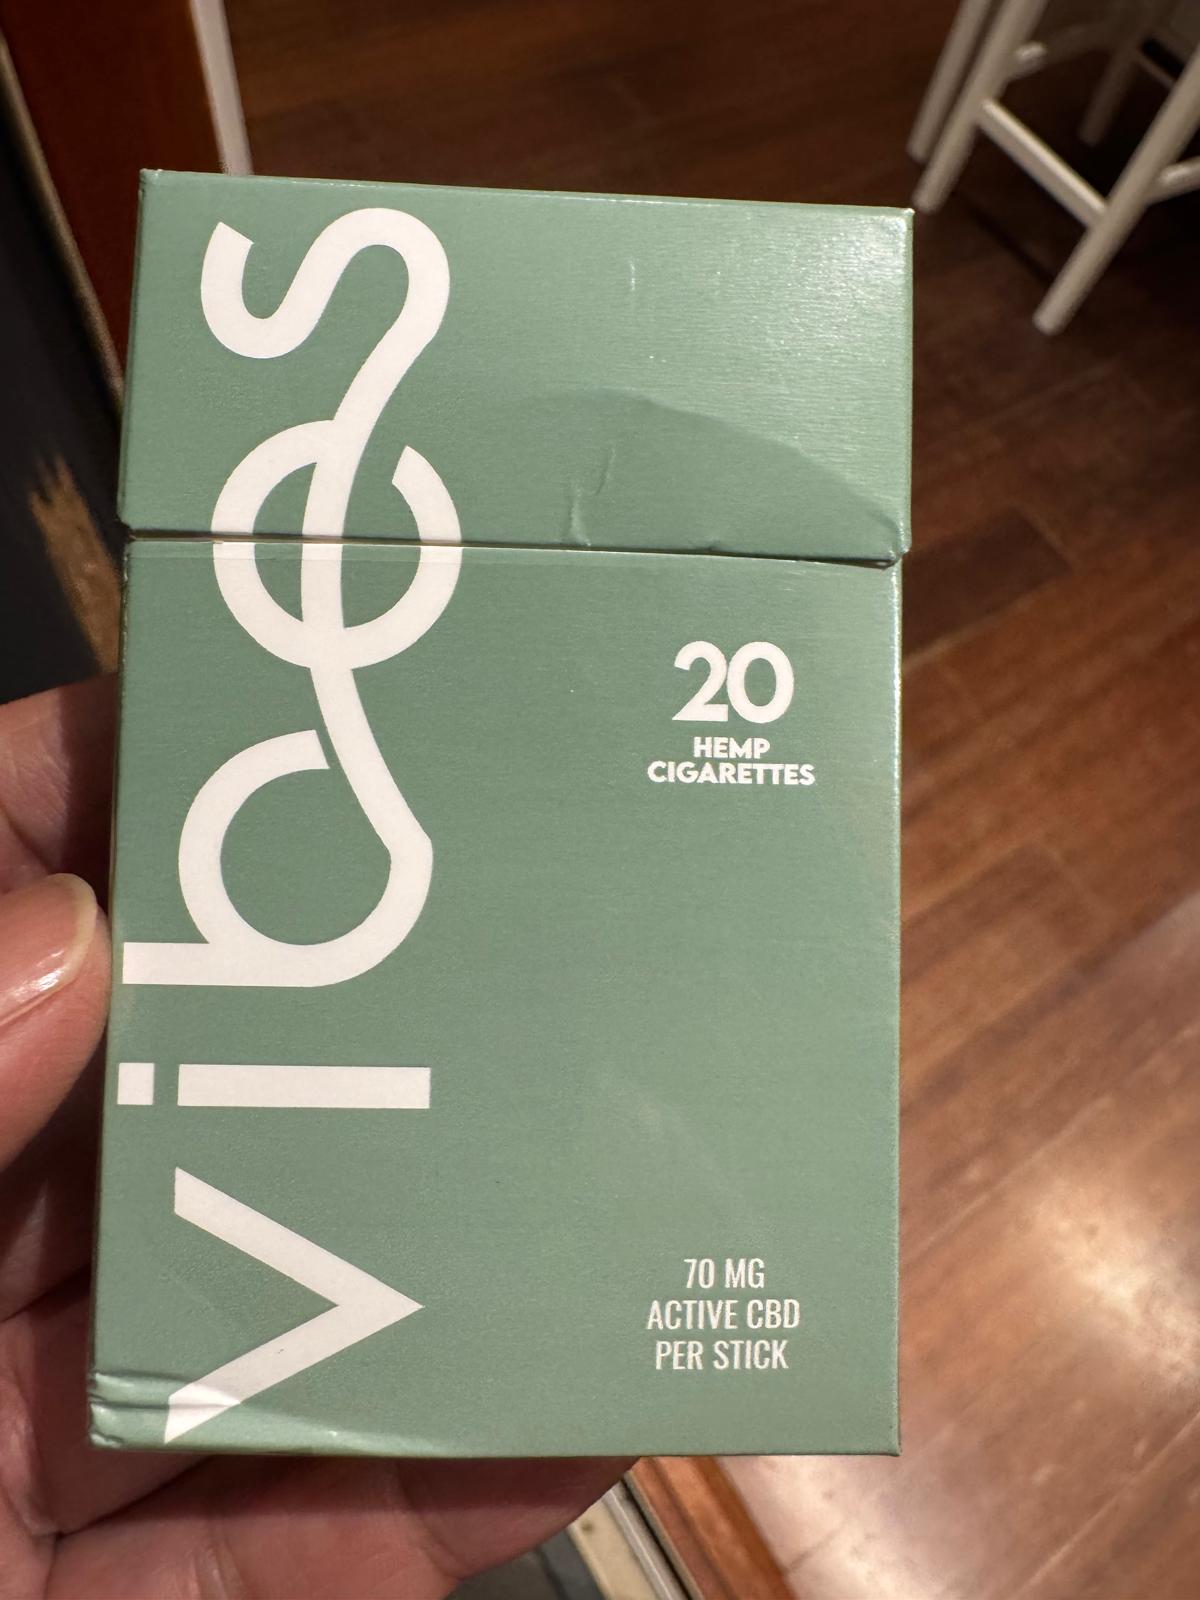 vibes
20
HEMP
CIGARETTES
70 MG
ACTIVE CBD
PER STICK